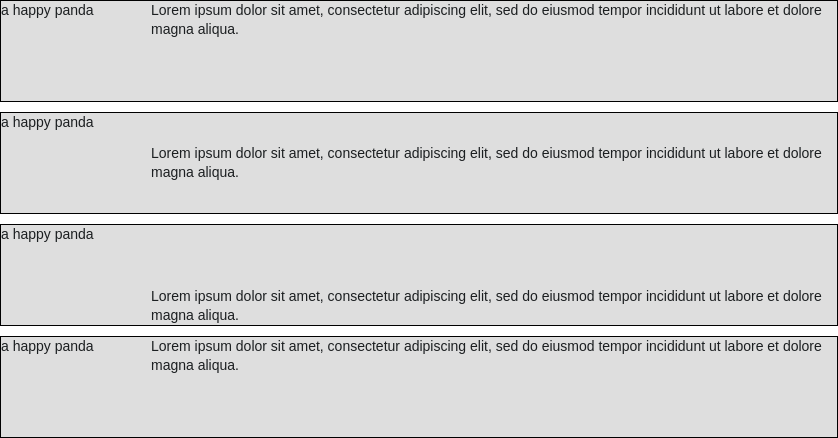 a happy panda
Lorem ipsum dolor sit amet, consectetur adipiscing elit, sed do eiusmod tempor incididunt ut labore et dolore
magna aliqua.
a happy panda
Lorem ipsum dolor sit amet, consectetur adipiscing elit, sed do eiusmod tempor incididunt ut labore et dolore
magna aliqua.
a happy panda
Lorem ipsum dolor sit amet, consectetur adipiscing elit, sed do eiusmod tempor incididunt ut labore et dolore
magna aliqua.
a happy panda
Lorem ipsum dolor sit amet, consectetur adipiscing elit, sed do eiusmod tempor incididunt ut labore et dolore
magna aliqua.